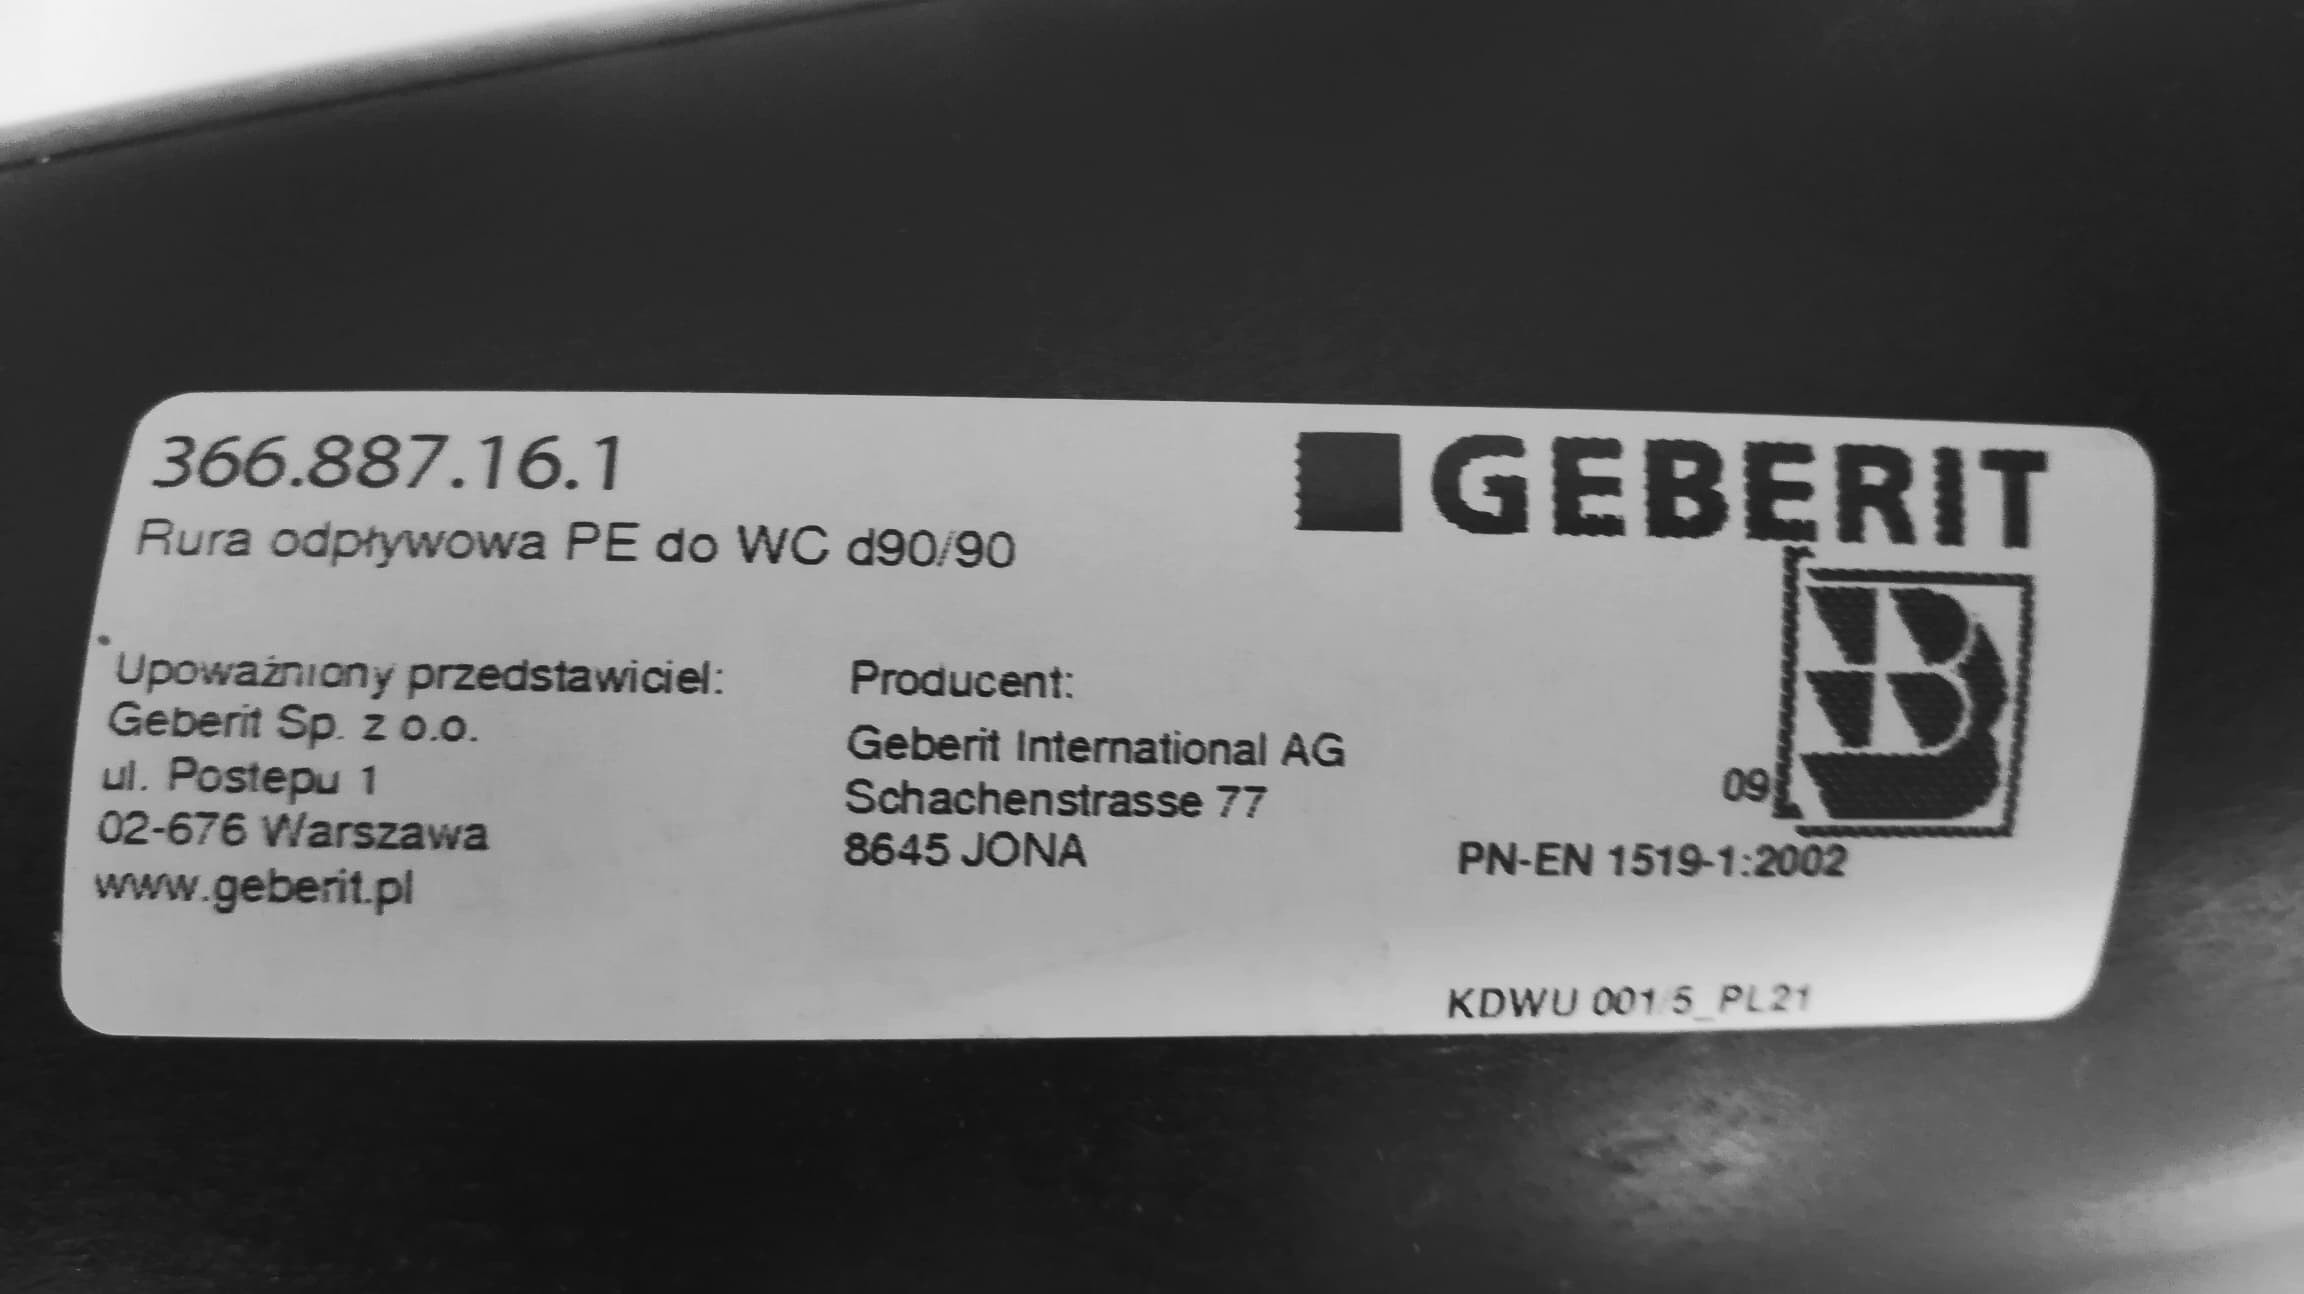 366.887.16.1
Rura odpływowa PE do WC d90/90
GEBERIT
Upoważniony przedstawiciel:
Geberit Sp. z o.o.
ul. Postepu 1
02-676 Warszawa
www.geberit.pl
Producent:
Geberit International AG
Schachenstrasse 77
8645 JONA
B
09
PN-EN 1519-1:2002
KDWU 001/5_PL21